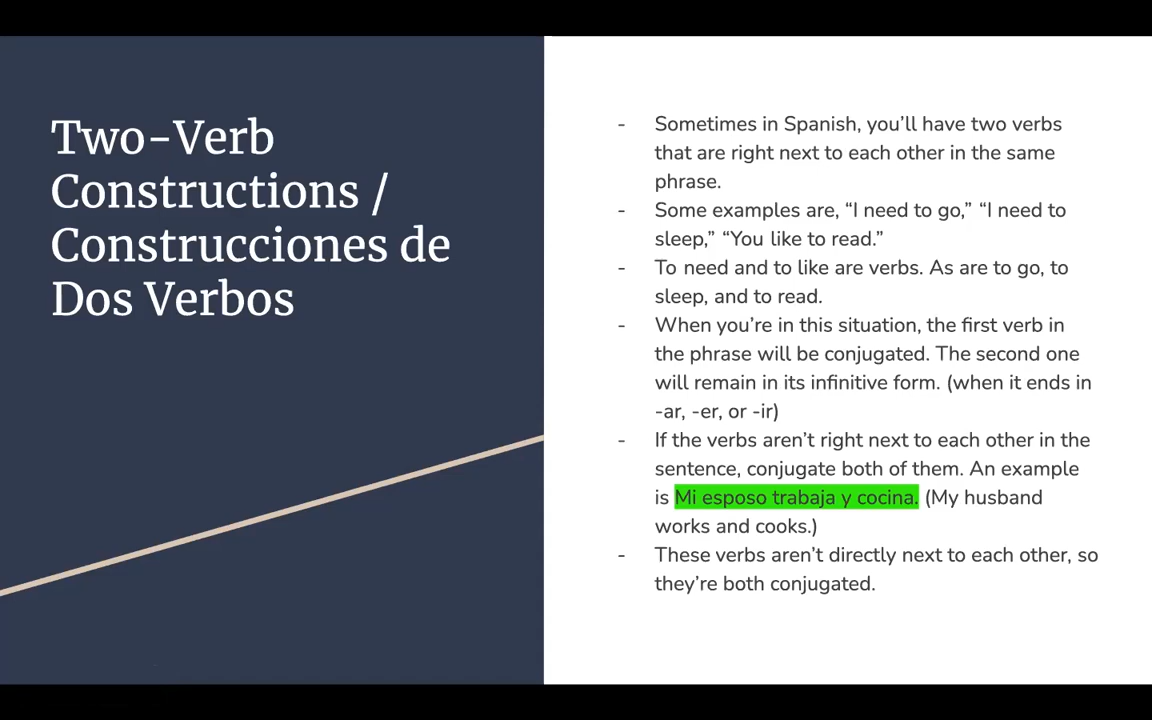 Two-Verb
Constructions /
Construcciones de
Dos Verbos
- Sometimes in Spanish, you’ll have two verbs
that are right next to each other in the same
phrase.
- Some examples are, “I need to go,” “I need to
sleep,” “You like to read.”
- To need and to like are verbs. As are to go, to
sleep, and to read.
- When you’re in this situation, the first verb in
the phrase will be conjugated. The second one
will remain in its infinitive form. (when it ends in
-ar, -er, or -ir)
- If the verbs aren’t right next to each other in the
sentence, conjugate both of them. An example
is Mi esposo trabaja y cocina. (My husband
works and cooks.)
- These verbs aren’t directly next to each other, so
they’re both conjugated.